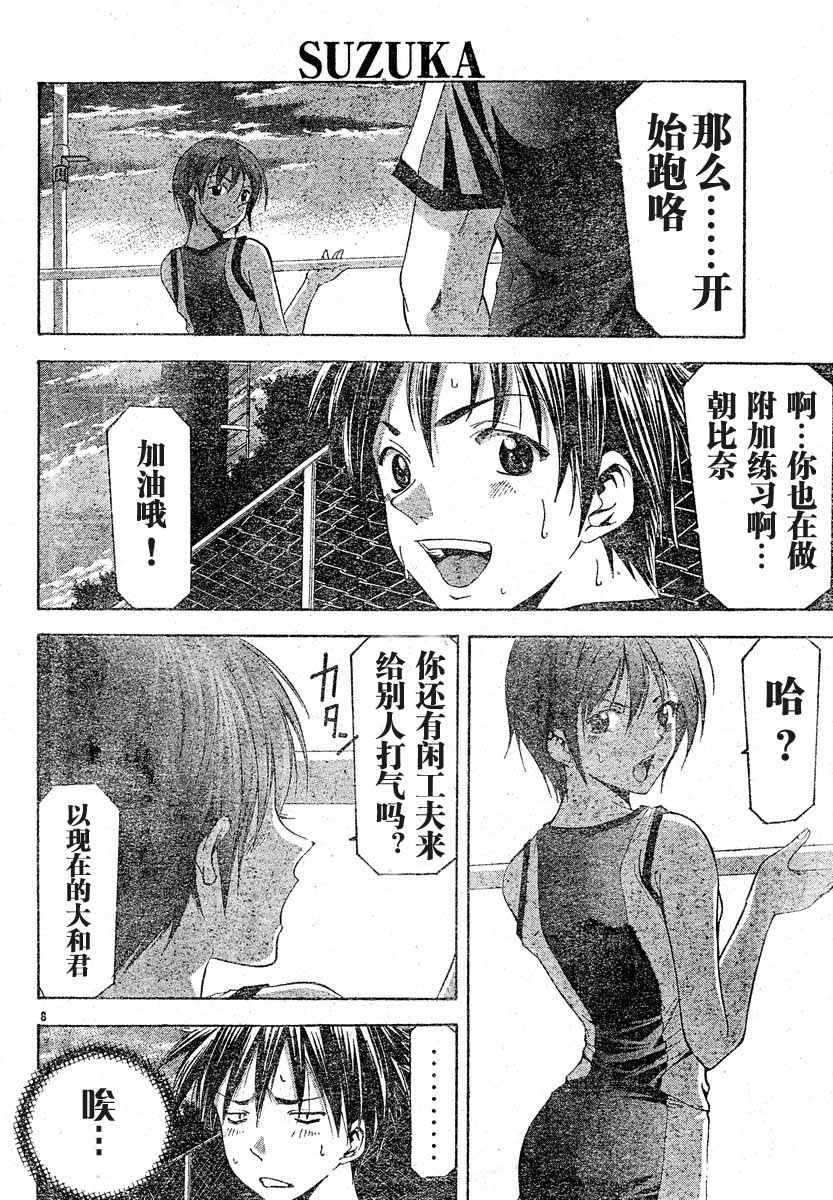 SUZUKA
那么……开
始跑咯
啊…你也在做
附加练习啊…
朝比奈
加油哦！
哈？
你还有闲工夫来
给别人打气吗？
カタ
以现在的大和君
8
…………
唉…